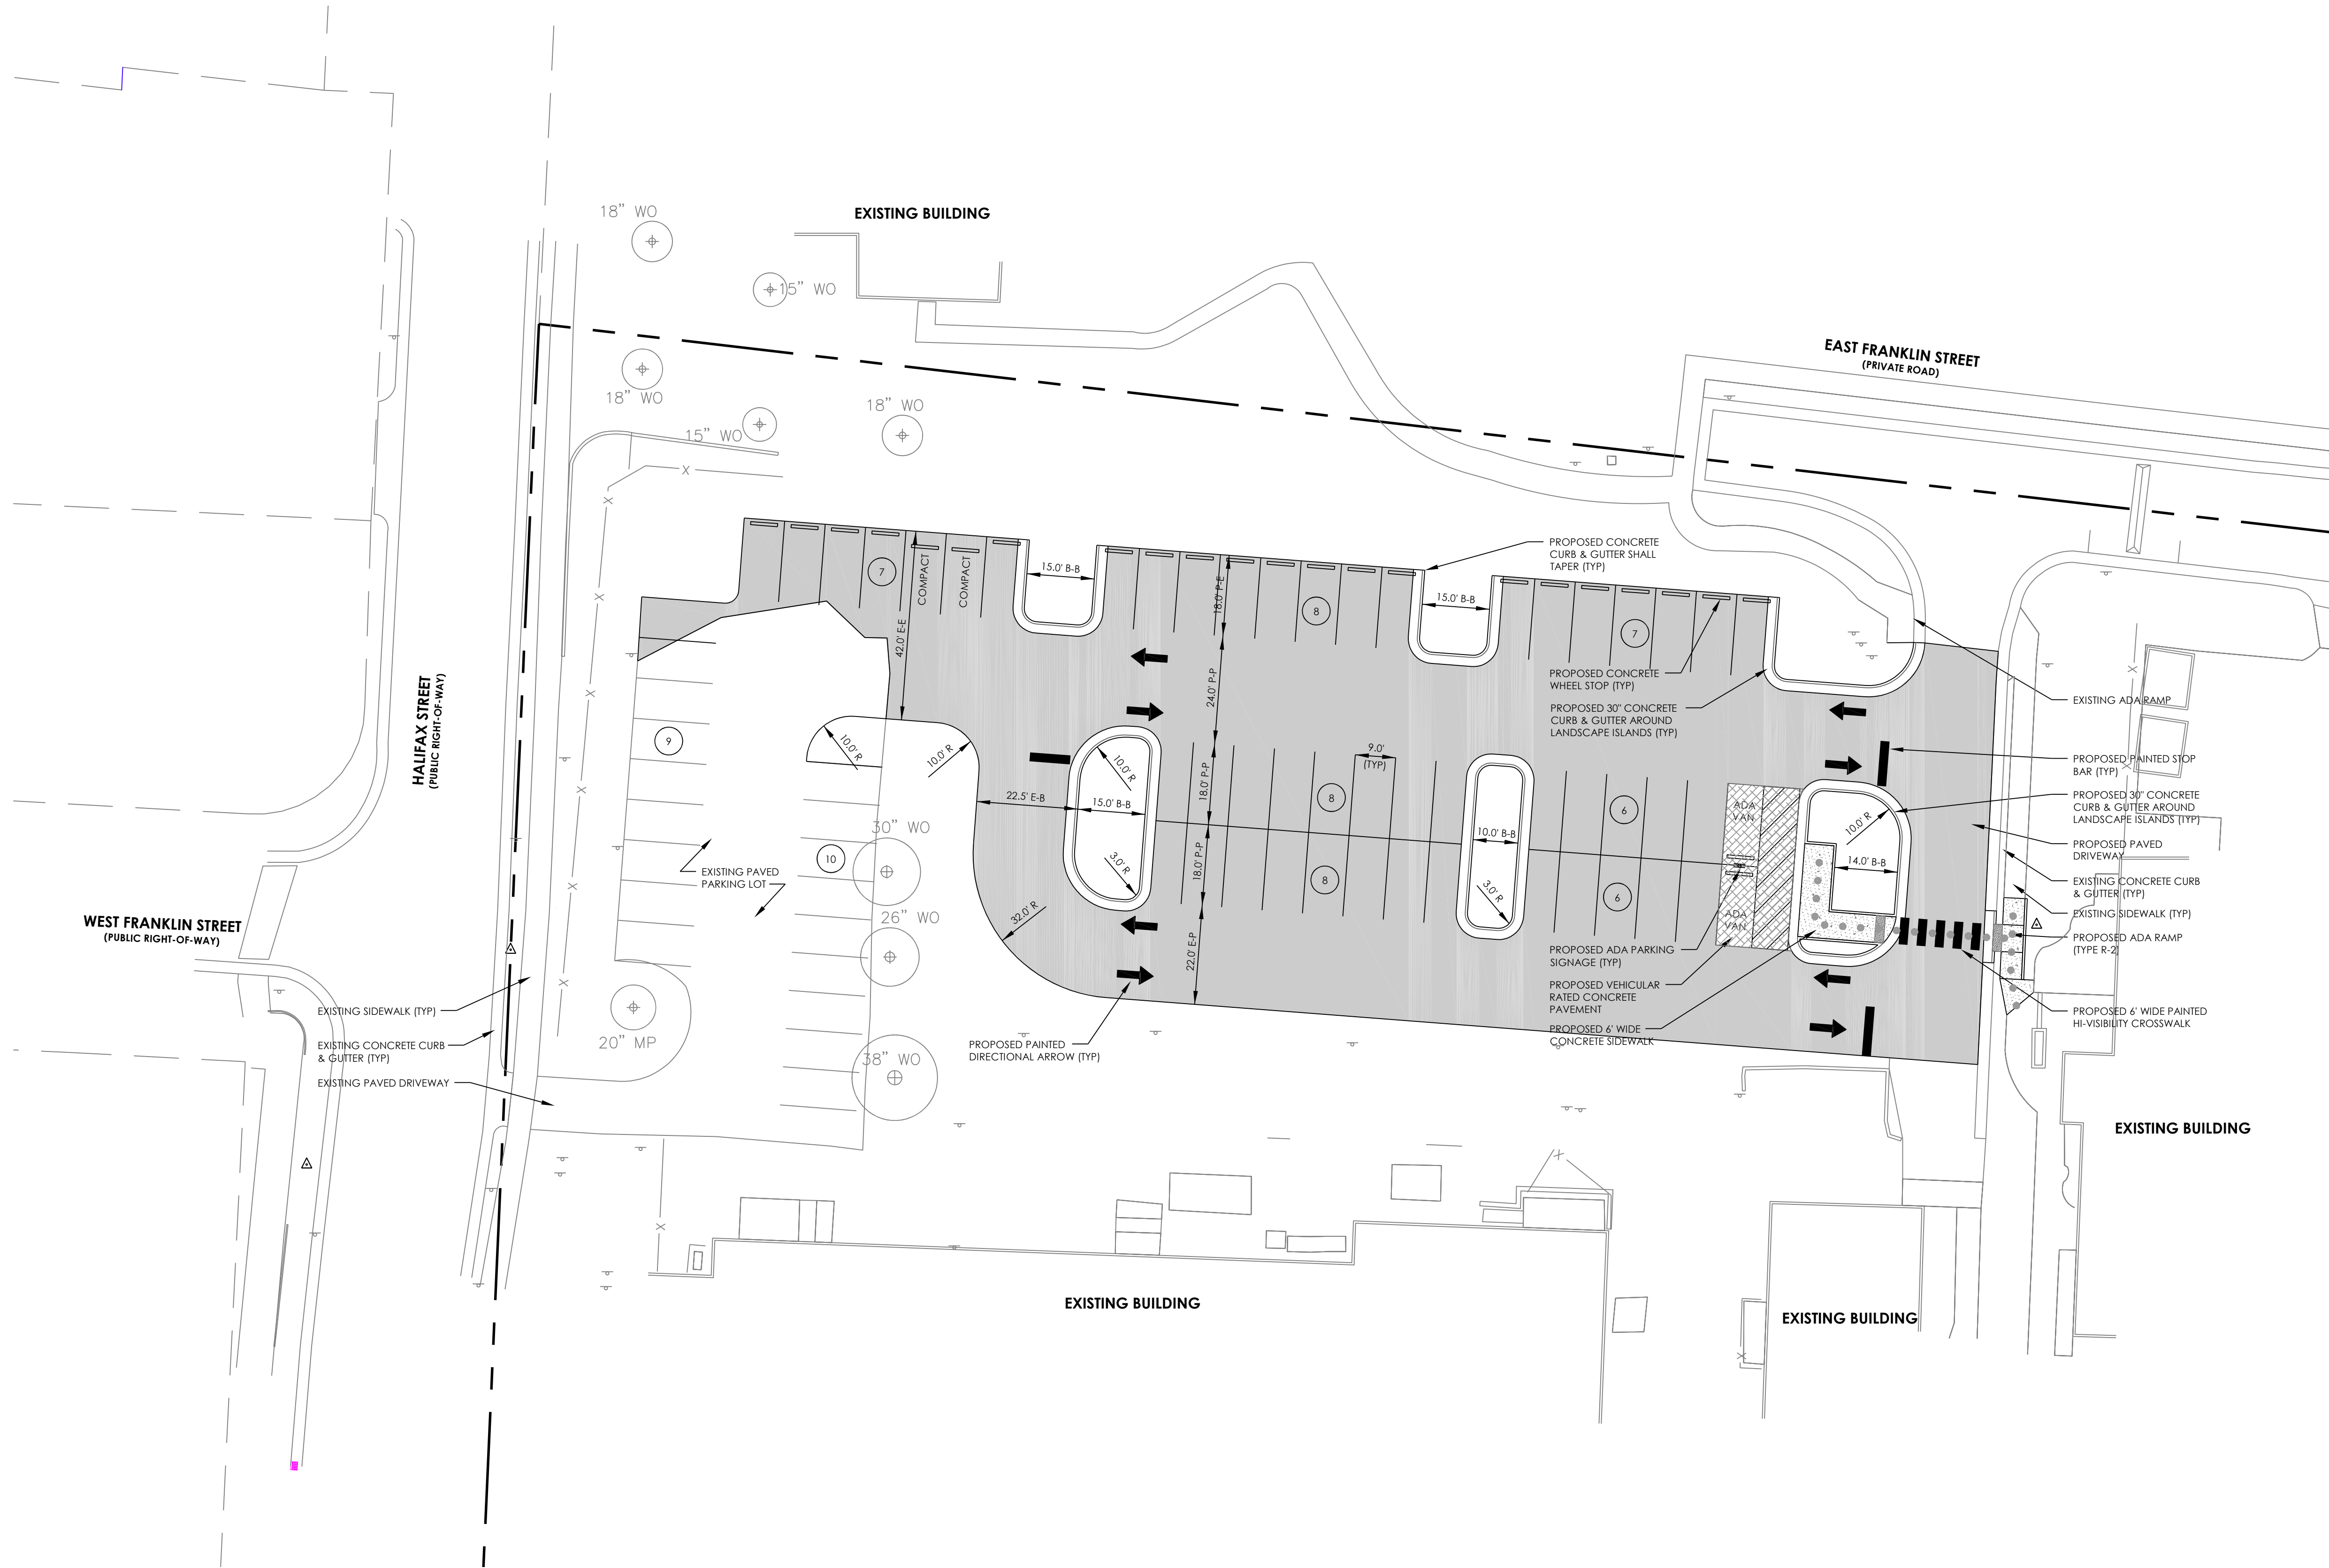 18" WO
EXISTING BUILDING
15" WO
18" WO
15" WO
18" WO
EAST FRANKLIN STREET
(PRIVATE ROAD)
X
X
X
X
X
X
X
X
HALIFAX STREET
(PUBLIC RIGHT-OF-WAY)
WEST FRANKLIN STREET
(PUBLIC RIGHT-OF-WAY)
7
COMPACT
COMPACT
42.0' E-E
15.0' B-B
18.0' P-E
8
15.0' B-B
7
24.0' P-P
PROPOSED CONCRETE
CURB & GUTTER SHALL
TAPER (TYP)
PROPOSED CONCRETE
WHEEL STOP (TYP)
PROPOSED 30" CONCRETE
CURB & GUTTER AROUND
LANDSCAPE ISLANDS (TYP)
9
10
10.0' R
10.0' R
10.0' R
22.5' E-B
15.0' B-B
3.0' R
32.0' R
18.0' P-P
18.0' P-P
22.0' E-P
9.0'
(TYP)
8
8
10.0' B-B
3.0' R
6
6
ADA
VAN
ADA
VAN
10.0' R
14.0' B-B
EXISTING PAVED
PARKING LOT
30" WO
26" WO
38" WO
20" MP
EXISTING SIDEWALK (TYP)
EXISTING CONCRETE CURB
& GUTTER (TYP)
EXISTING PAVED DRIVEWAY
PROPOSED PAINTED
DIRECTIONAL ARROW (TYP)
PROPOSED ADA PARKING
SIGNAGE (TYP)
PROPOSED VEHICULAR
RATED CONCRETE
PAVEMENT
PROPOSED 6' WIDE
CONCRETE SIDEWALK
EXISTING ADA RAMP
PROPOSED PAINTED STOP
BAR (TYP)
PROPOSED 30" CONCRETE
CURB & GUTTER AROUND
LANDSCAPE ISLANDS (TYP)
PROPOSED PAVED
DRIVEWAY
EXISTING CONCRETE CURB
& GUTTER (TYP)
EXISTING SIDEWALK (TYP)
PROPOSED ADA RAMP
(TYPE R-2)
PROPOSED 6' WIDE PAINTED
HI-VISIBILITY CROSSWALK
X
X
X
X
X
EXISTING BUILDING
EXISTING BUILDING
EXISTING BUILDING